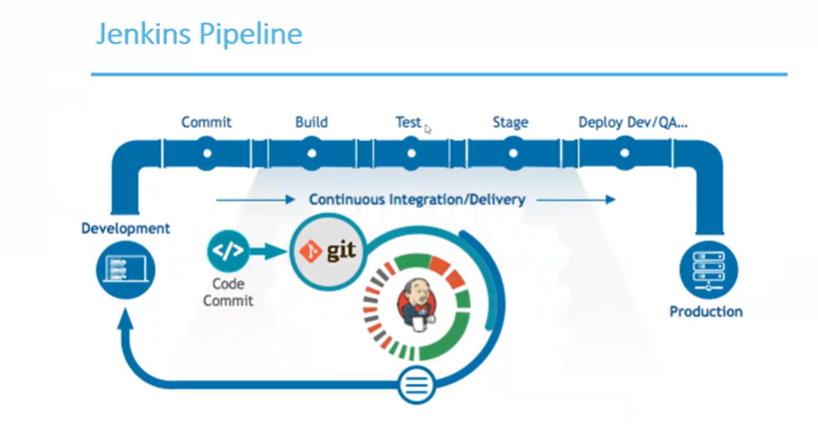 Jenkins Pipeline
Commit
Build
Test
Stage
Deploy Dev/QA...
Continuous Integration/Delivery
Development
</>
git
Code
Commit
Production